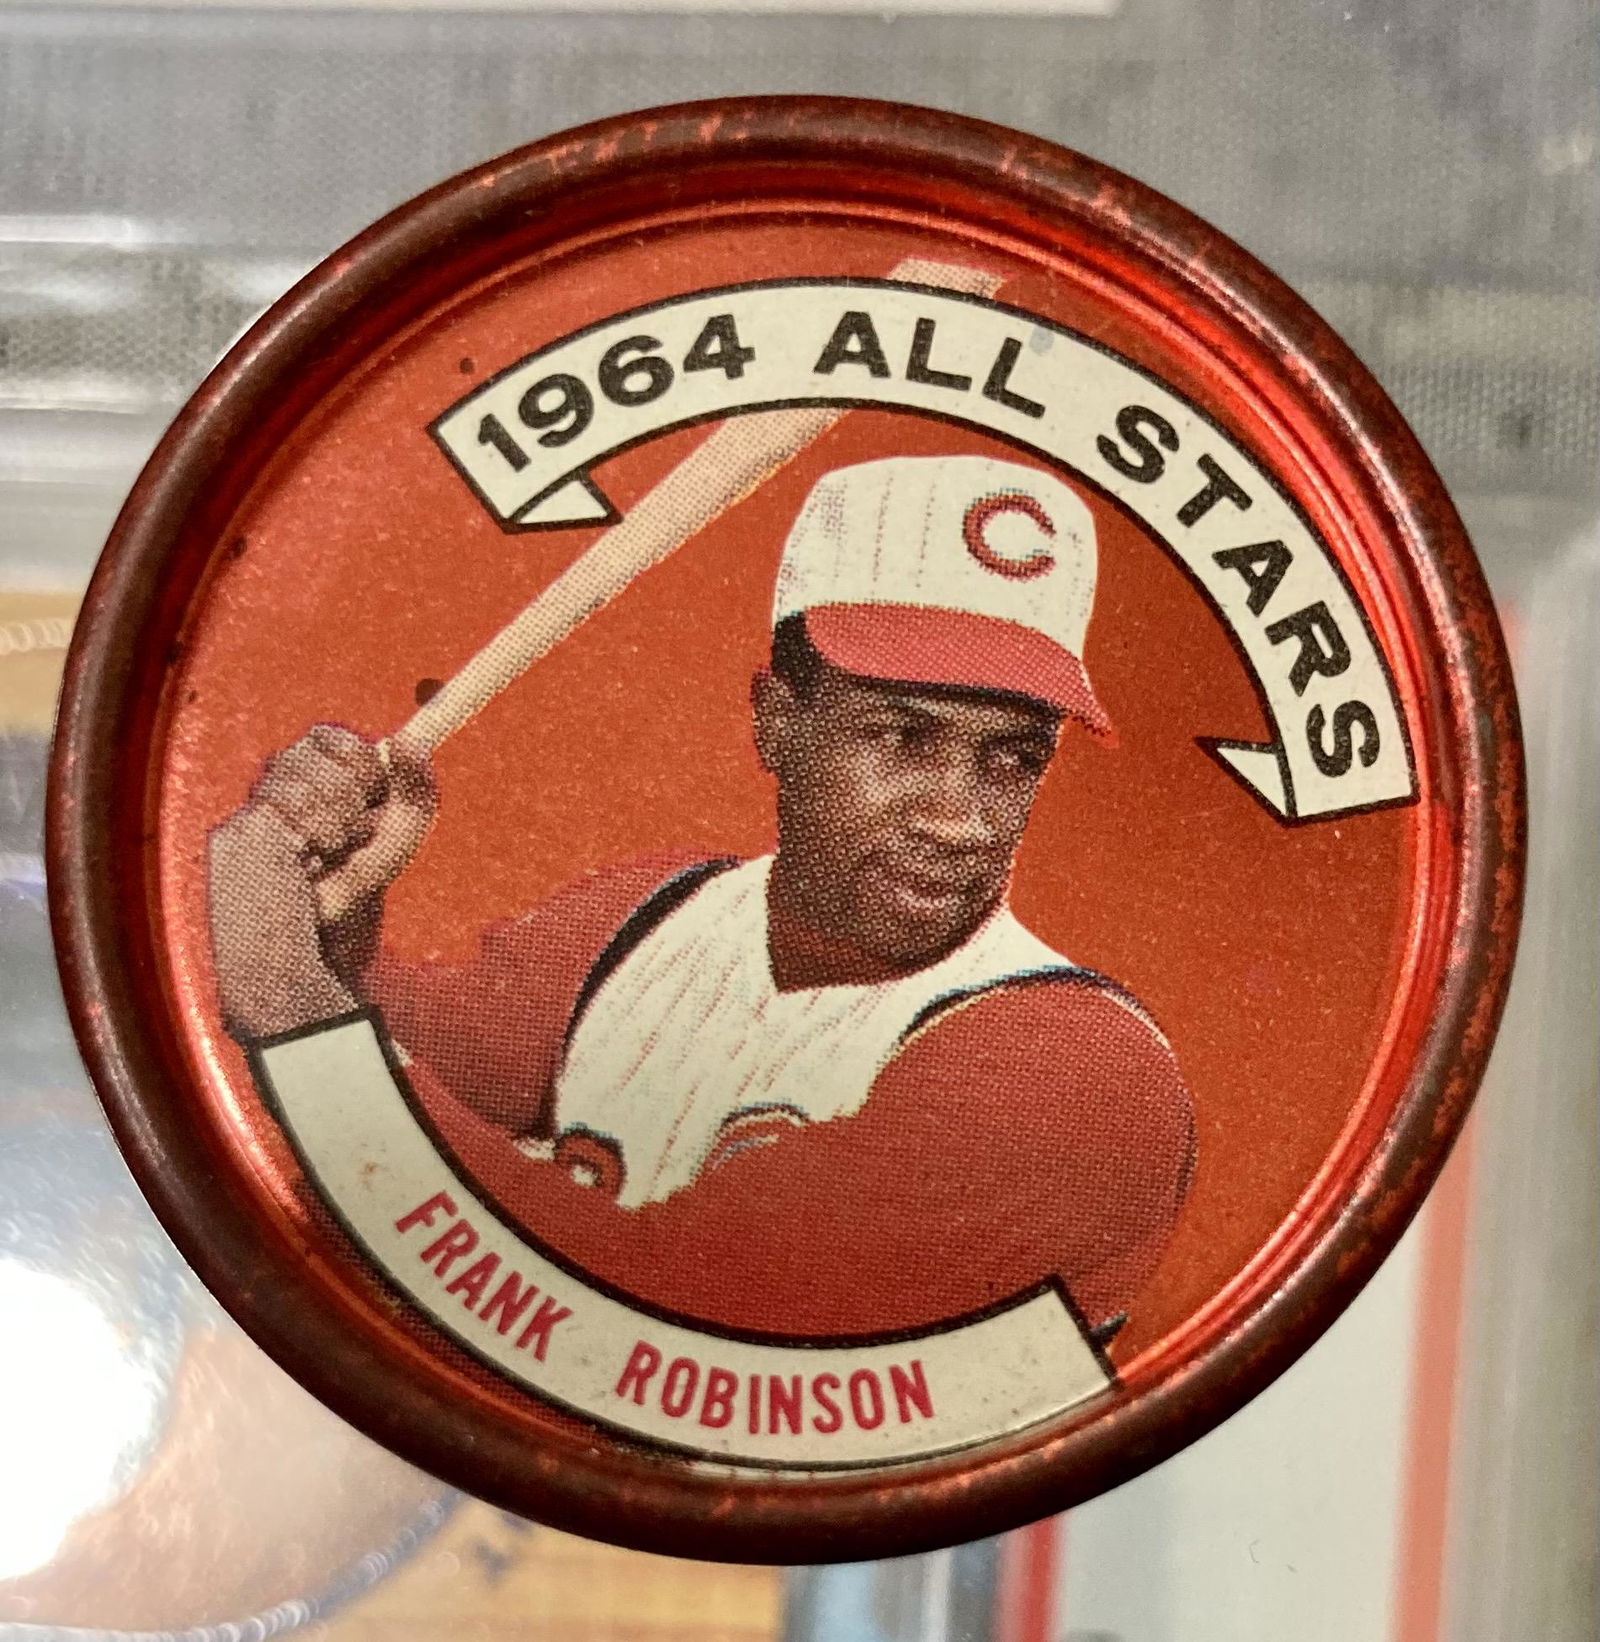 1964 ALL STARS
C
FRANK ROBINSON